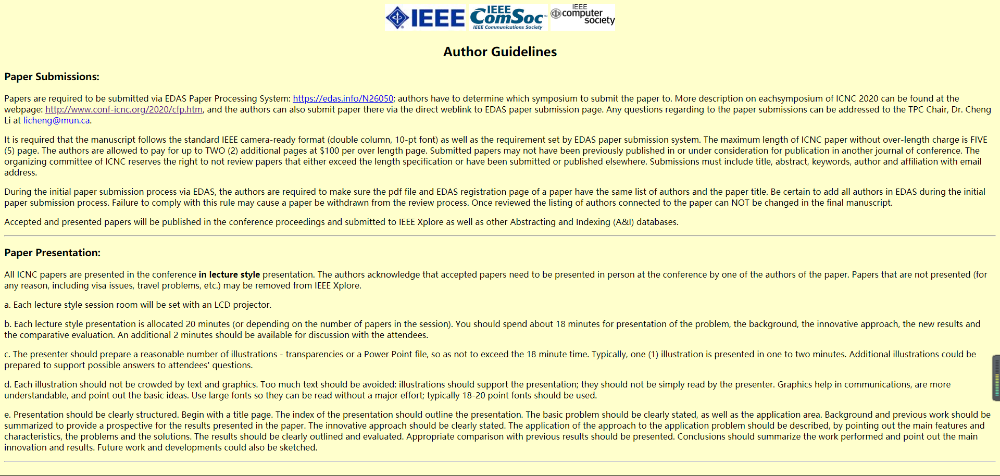 IEEE
IEEE
ComSoc™
IEEE Communications Society
IEEE
computer
society
Author Guidelines
Paper Submissions:
Papers are required to be submitted via EDAS Paper Processing System: https://edas.info/N26050; authors have to determine which symposium to submit the paper to. More description on eachsymposium of ICNC 2020 can be found at the
webpage: http://www.conf-icnc.org/2020/cfp.htm, and the authors can also submit paper there via the direct weblink to EDAS paper submission page. Any questions regarding to the paper submissions can be addressed to the TPC Chair, Dr. Cheng
Li at licheng@mun.ca.
It is required that the manuscript follows the standard IEEE camera-ready format (double column, 10-pt font) as well as the requirement set by EDAS paper submission system. The maximum length of ICNC paper without over-length charge is FIVE
(5) page. The authors are allowed to pay for up to TWO (2) additional pages at $100 per over length page. Submitted papers may not have been previously published in or under consideration for publication in another journal of conference. The
organizing committee of ICNC reserves the right to not review papers that either exceed the length specification or have been submitted or published elsewhere. Submissions must include title, abstract, keywords, author and affiliation with email
address.
During the initial paper submission process via EDAS, the authors are required to make sure the pdf file and EDAS registration page of a paper have the same list of authors and the paper title. Be certain to add all authors in EDAS during the initial
paper submission process. Failure to comply with this rule may cause a paper be withdrawn from the review process. Once reviewed the listing of authors connected to the paper can NOT be changed in the final manuscript.
Accepted and presented papers will be published in the conference proceedings and submitted to IEEE Xplore as well as other Abstracting and Indexing (A&I) databases.
Paper Presentation:
All ICNC papers are presented in the conference in lecture style presentation. The authors acknowledge that accepted papers need to be presented in person at the conference by one of the authors of the paper. Papers that are not presented (for
any reason, including visa issues, travel problems, etc.) may be removed from IEEE Xplore.
a. Each lecture style session room will be set with an LCD projector.
b. Each lecture style presentation is allocated 20 minutes (or depending on the number of papers in the session). You should spend about 18 minutes for presentation of the problem, the background, the innovative approach, the new results and
the comparative evaluation. An additional 2 minutes should be available for discussion with the attendees.
c. The presenter should prepare a reasonable number of illustrations - transparencies or a Power Point file, so as not to exceed the 18 minute time. Typically, one (1) illustration is presented in one to two minutes. Additional illustrations could be
prepared to support possible answers to attendees' questions.
d. Each illustration should not be crowded by text and graphics. Too much text should be avoided: illustrations should support the presentation; they should not be simply read by the presenter. Graphics help in communications, are more
understandable, and point out the basic ideas. Use large fonts so they can be read without a major effort; typically 18-20 point fonts should be used.
e. Presentation should be clearly structured. Begin with a title page. The index of the presentation should outline the presentation. The basic problem should be clearly stated, as well as the application area. Background and previous work should be
summarized to provide a prospective for the results presented in the paper. The innovative approach should be clearly stated. The application of the approach to the application problem should be described, by pointing out the main features and
characteristics, the problems and the solutions. The results should be clearly outlined and evaluated. Appropriate comparison with previous results should be presented. Conclusions should summarize the work performed and point out the main
innovation and results. Future work and developments could also be sketched.